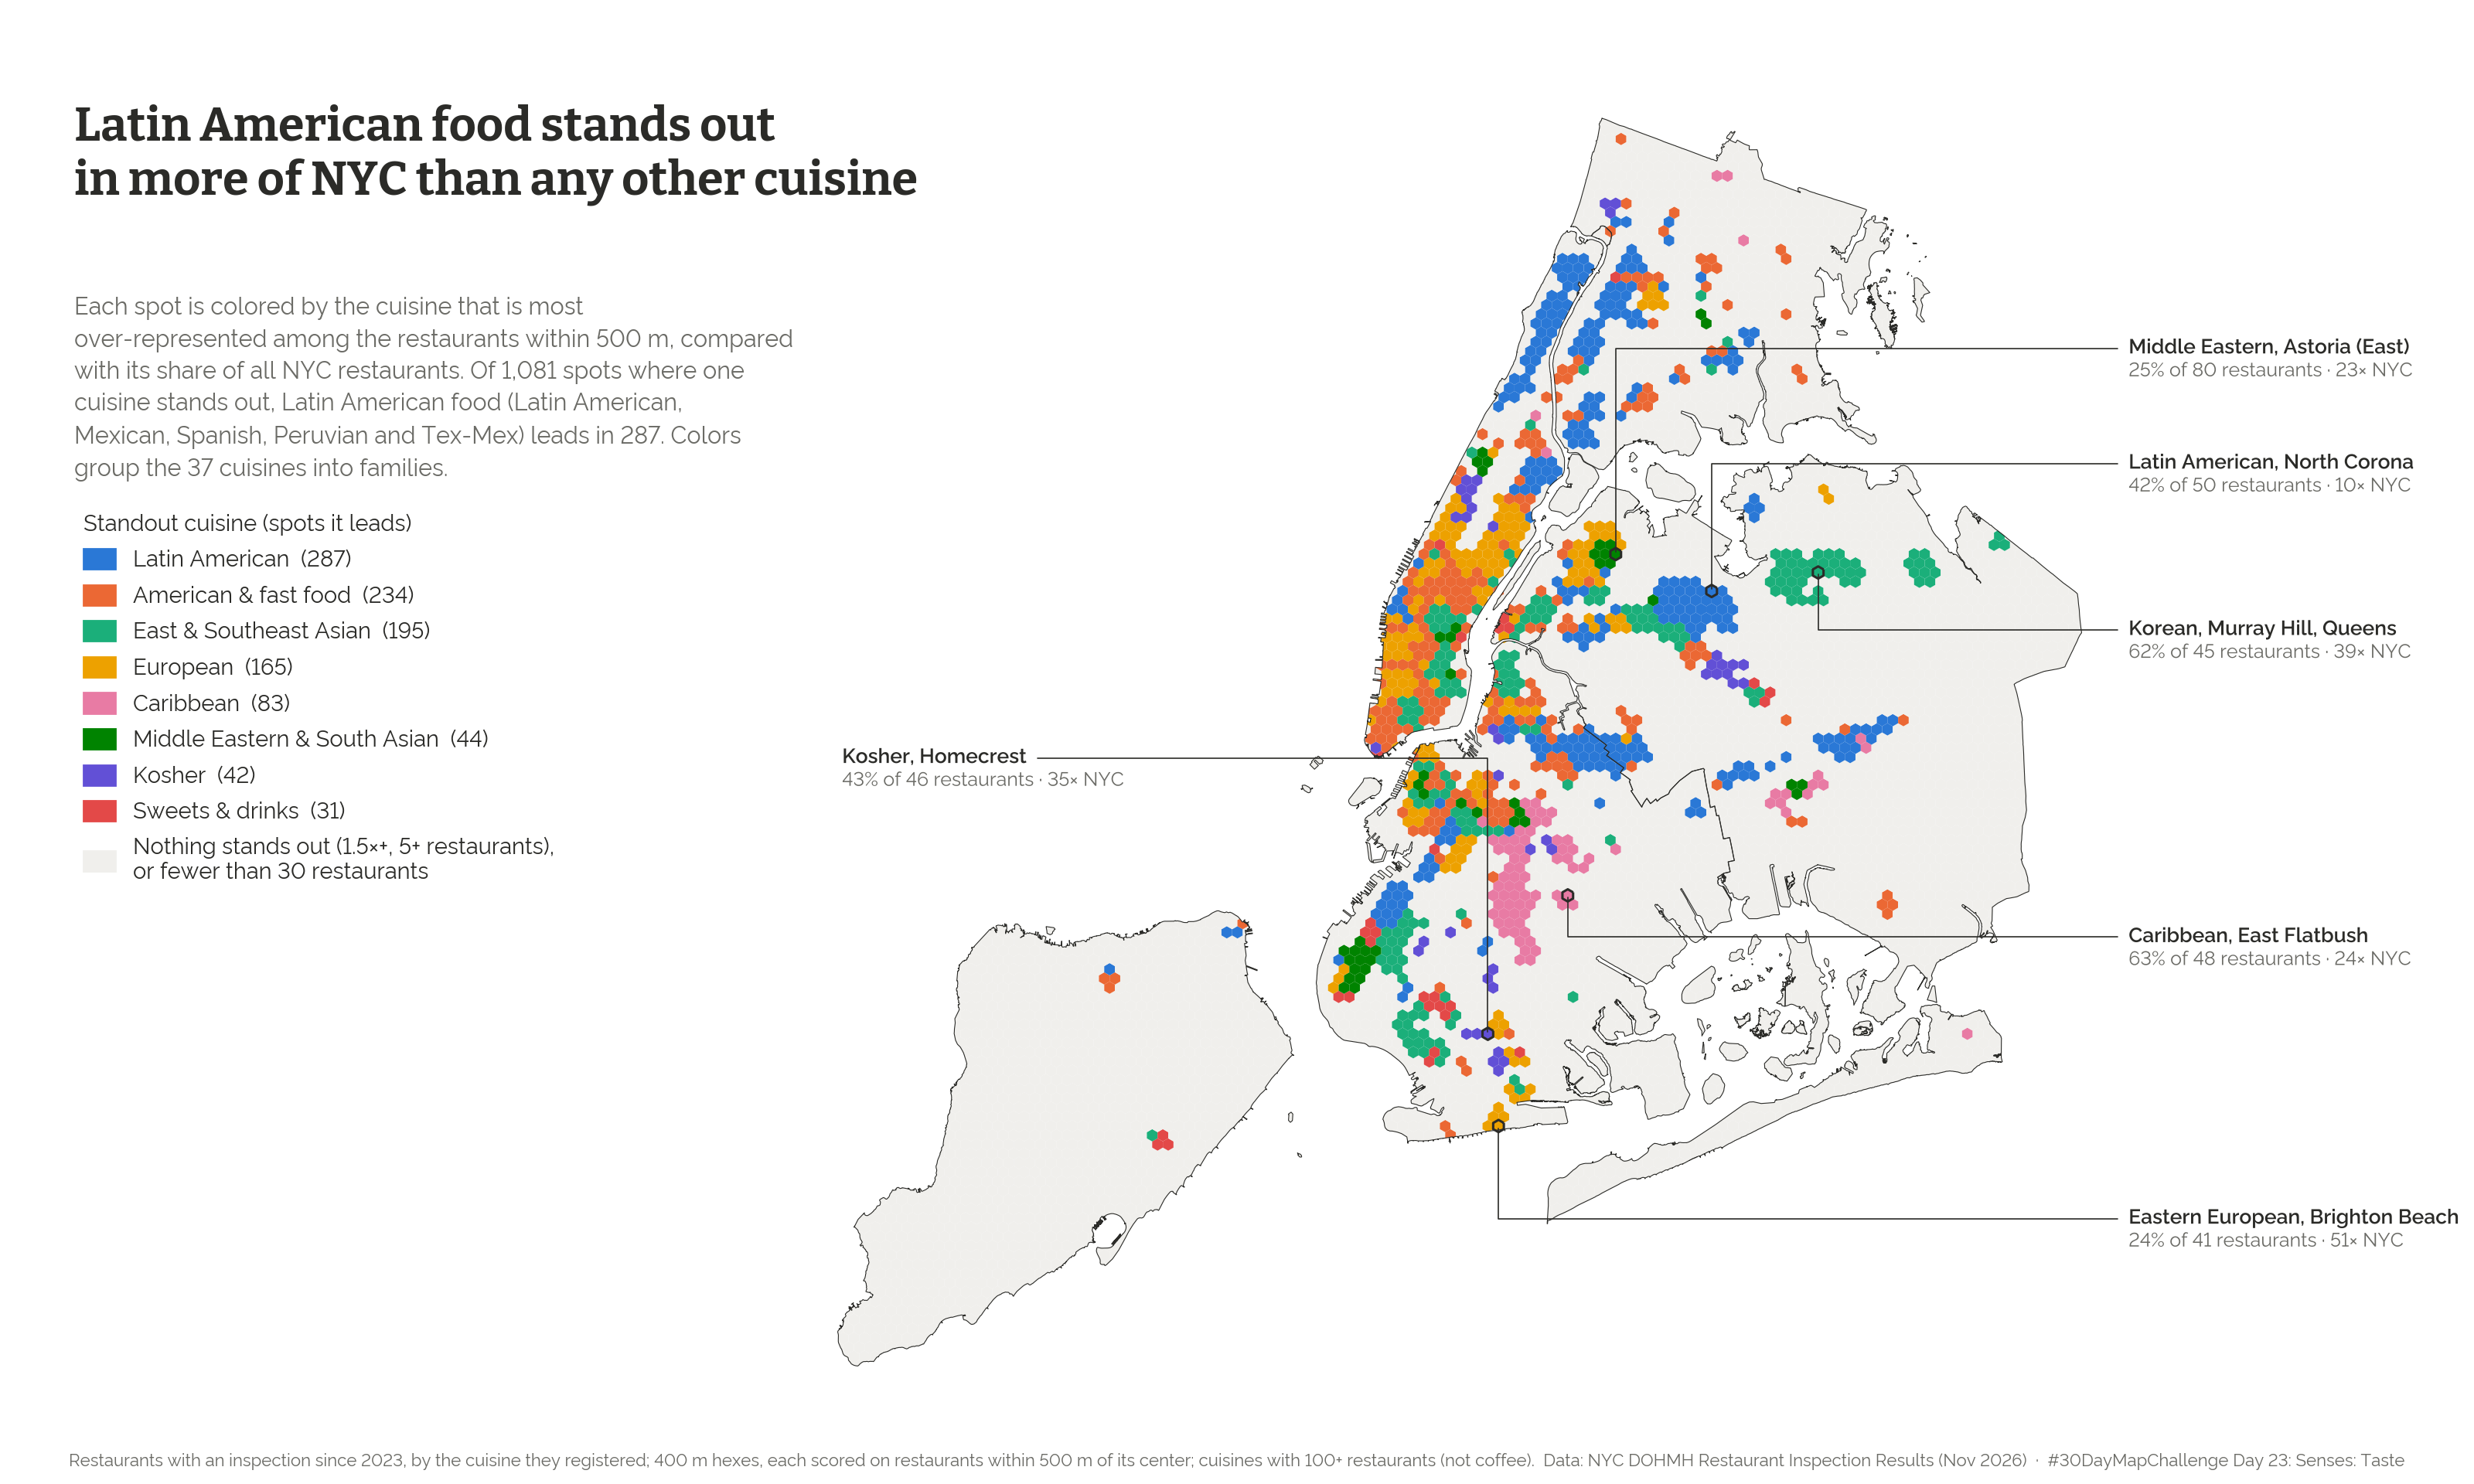 Latin American food stands out
in more of NYC than any other cuisine
Each spot is colored by the cuisine that is most
over-represented among the restaurants within 500 m, compared
with its share of all NYC restaurants. Of 1,081 spots where one
cuisine stands out, Latin American food (Latin American,
Mexican, Spanish, Peruvian and Tex-Mex) leads in 287. Colors
group the 37 cuisines into families.
Standout cuisine (spots it leads)
Latin American (287)
American & fast food (234)
East & Southeast Asian (195)
European (165)
Caribbean (83)
Middle Eastern & South Asian (44)
Kosher (42)
Sweets & drinks (31)
Nothing stands out (1.5×+, 5+ restaurants),
or fewer than 30 restaurants
Middle Eastern, Astoria (East)
25% of 80 restaurants · 23× NYC
Latin American, North Corona
42% of 50 restaurants · 10× NYC
Korean, Murray Hill, Queens
62% of 45 restaurants · 39× NYC
Kosher, Homecrest
43% of 46 restaurants · 35× NYC
Caribbean, East Flatbush
63% of 48 restaurants · 24× NYC
Eastern European, Brighton Beach
24% of 41 restaurants · 51× NYC
Restaurants with an inspection since 2023, by the cuisine they registered; 400 m hexes, each scored on restaurants within 500 m of its center; cuisines with 100+ restaurants (not coffee). Data: NYC DOHMH Restaurant Inspection Results (Nov 2026) · #30DayMapChallenge Day 23: Senses: Taste